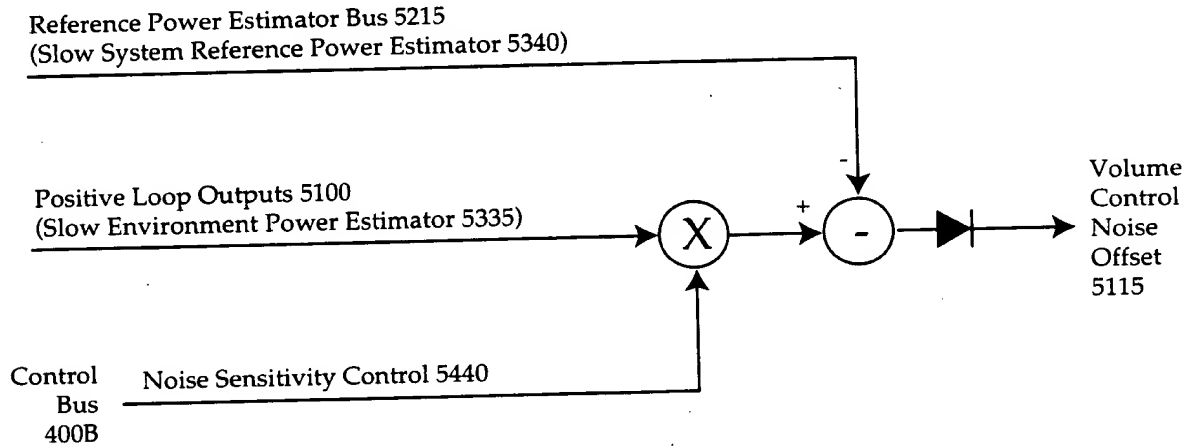 Reference Power Estimator Bus 5215
(Slow System Reference Power Estimator 5340)
-
Positive Loop Outputs 5100
(Slow Environment Power Estimator 5335)
X
+
-
Volume
Control
Noise
Offset
5115
Control
Bus
400B
Noise Sensitivity Control 5440